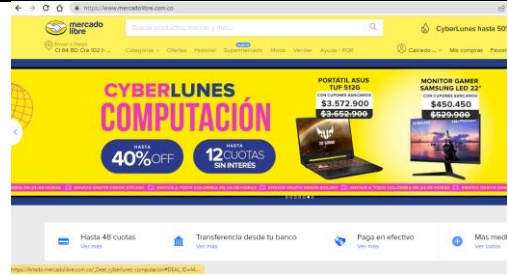 https://www.mercadolibre.com.co
mercado
libre
Buscar productos, marcas y más...
CyberLunes hasta 50%
Enviar a Diego
Cl 64 BD Cra 102 f-...
Categorías
Ofertas
Historial
Supermercado
Moda
Vender
Ayuda / PQR
Caicedo ...
Mis compras
Favori
CYBERLUNES
COMPUTACIÓN
HASTA
40%OFF
HASTA
12 CUOTAS
SIN INTERÉS
PORTÁTIL ASUS
TUF 512G
CON CUPONES BANCARIOS
$3.572.900
$3.652.900
MONITOR GAMER
SAMSUNG LED 22"
CON CUPONES BANCARIOS
$450.450
$529.900
Hasta 48 cuotas
Ver más
Transferencia desde tu banco
Ver más
Paga en efectivo
Ver más
Más medi
Ver todos